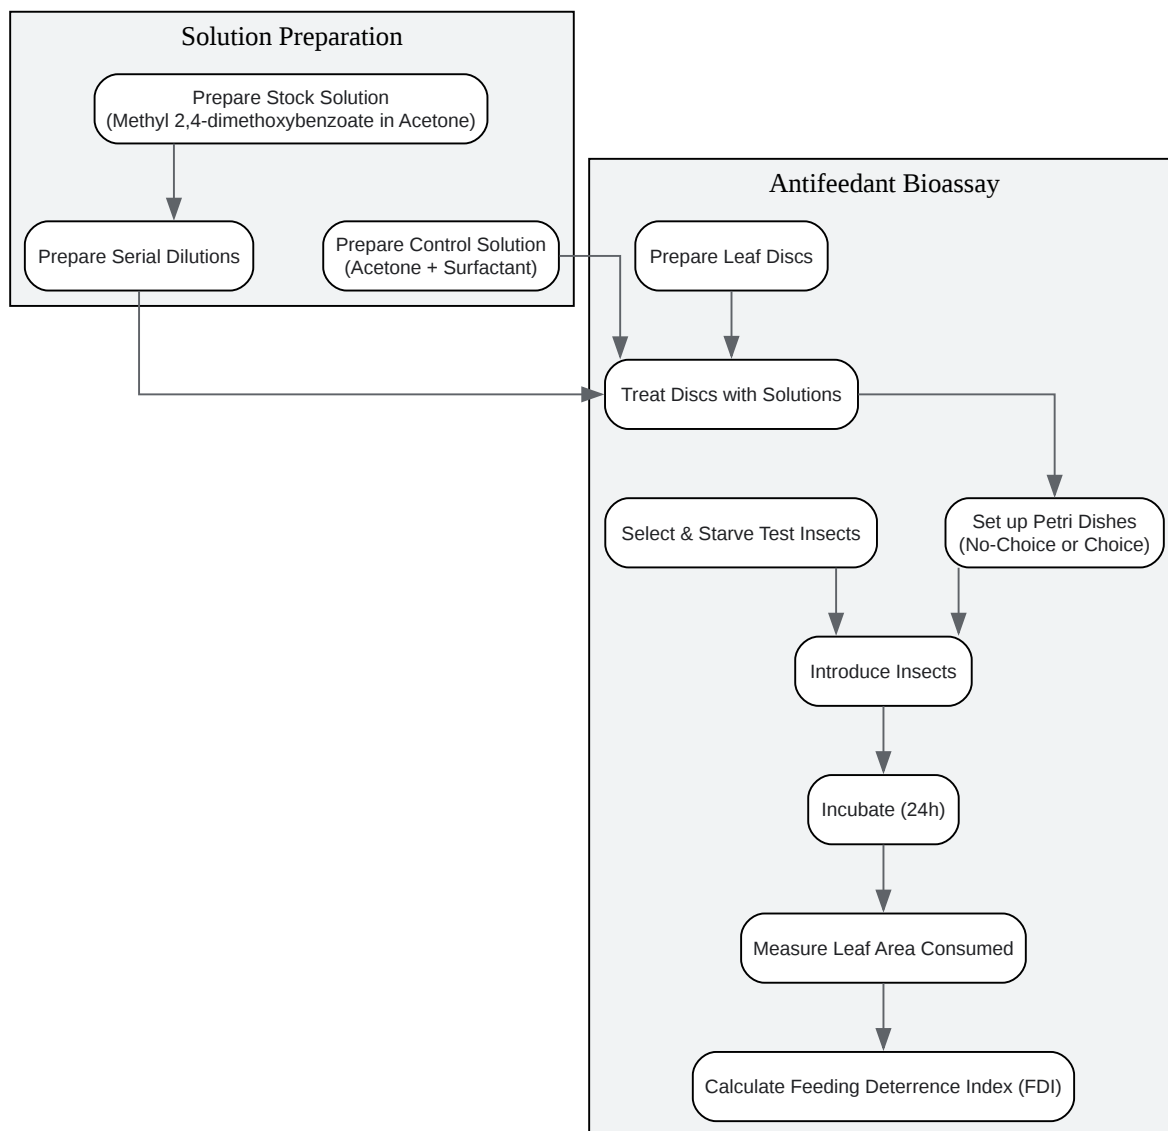 Solution Preparation
Prepare Stock Solution
(Methyl 2,4-dimethoxybenzoate in Acetone)
Prepare Serial Dilutions
Prepare Control Solution
(Acetone + Surfactant)
Antifeedant Bioassay
Prepare Leaf Discs
Treat Discs with Solutions
Select & Starve Test Insects
Set up Petri Dishes
(No-Choice or Choice)
Introduce Insects
Incubate (24h)
Measure Leaf Area Consumed
Calculate Feeding Deterrence Index (FDI)